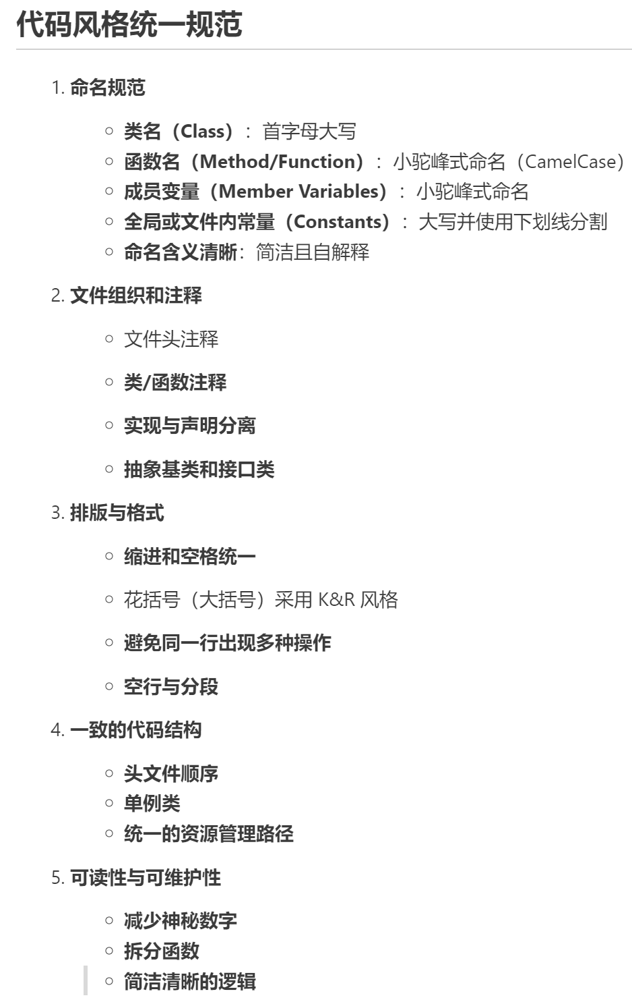 代码风格统一规范
1. 命名规范
类名（Class）：首字母大写
函数名（Method/Function）：小驼峰式命名（CamelCase）
成员变量（Member Variables）：小驼峰式命名
全局或文件内常量（Constants）：大写并使用下划线分割
命名含义清晰：简洁且自解释
2. 文件组织和注释
文件头注释
类/函数注释
实现与声明分离
抽象基类和接口类
3. 排版与格式
缩进和空格统一
花括号（大括号）采用 K&R 风格
避免同一行出现多种操作
空行与分段
4. 一致的代码结构
头文件顺序
单例类
统一的资源管理路径
5. 可读性与可维护性
减少神秘数字
拆分函数
简洁清晰的逻辑